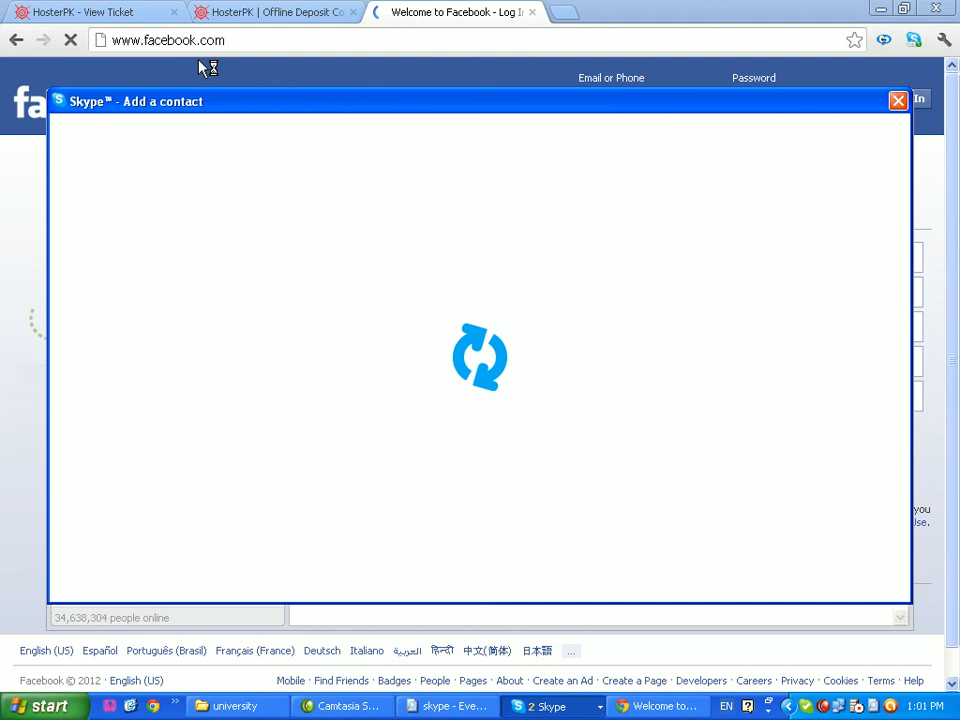 HosterPK - View Ticket
HosterPK | Offline Deposit Co
Welcome to Facebook - Log In
www.facebook.com
Email or Phone
Password
fa
In
Skype™ - Add a contact
you
Use.
34,638,304 people online
English (US) Español Português (Brasil) Français (France) Deutsch Italiano العربية हिन्दी 中文(简体) 日本語 ...
Facebook © 2012 · English (US)
Mobile · Find Friends · Badges · People · Pages · About · Create an Ad · Create a Page · Developers · Careers · Privacy · Cookies · Terms · Help
start
university
Camtasia S...
skype - Eve...
2 Skype
Welcome to...
EN
1:01 PM